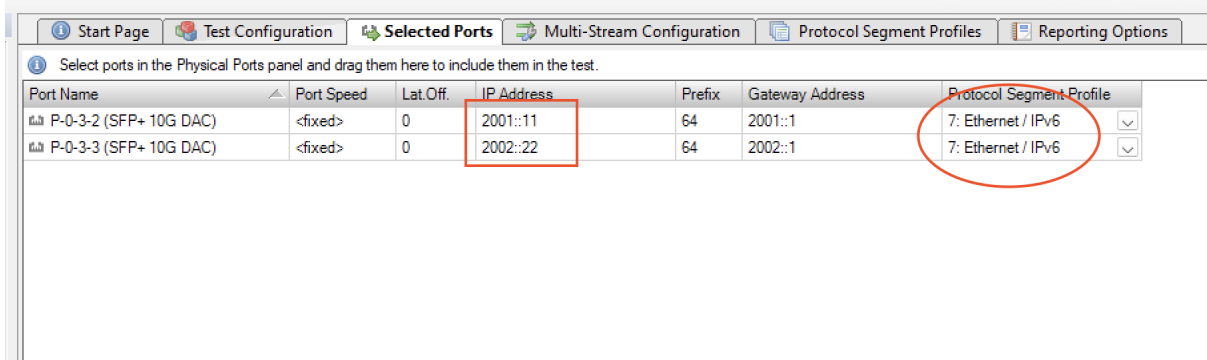 Start Page Test Configuration Selected Ports Multi-Stream Configuration Protocol Segment Profiles Reporting Options
Select ports in the Physical Ports panel and drag them here to include them in the test.
Port Name Port Speed Lat.Off. IP Address Prefix Gateway Address Protocol Segment Profile
P-0-3-2 (SFP+ 10G DAC) <fixed> 0 2001::11 64 2001::1 7: Ethernet / IPv6
P-0-3-3 (SFP+ 10G DAC) <fixed> 0 2002::22 64 2002::1 7: Ethernet / IPv6